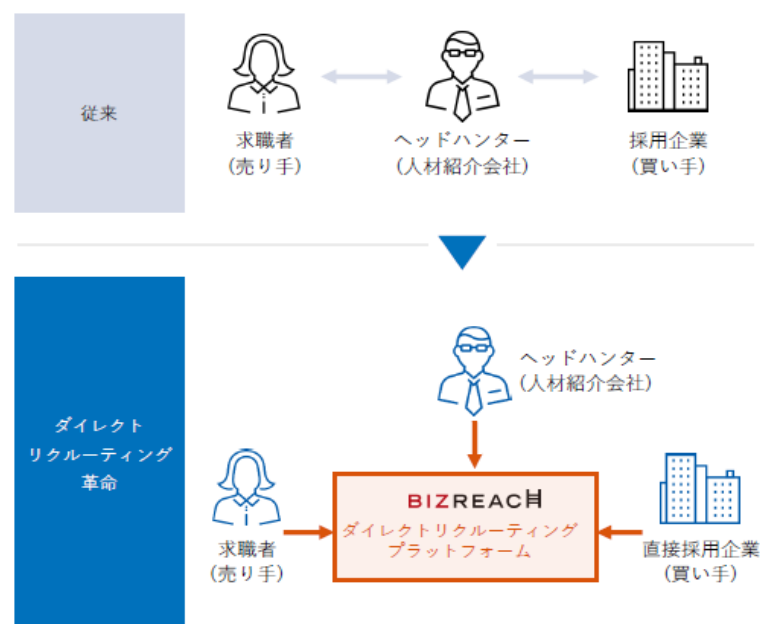 従来
求職者
(売り手)
ヘッドハンター
(人材紹介会社)
採用企業
(買い手)
ダイレクト
リクルーティング
革命
ヘッドハンター
(人材紹介会社)
求職者
(売り手)
BIZREACH
ダイレクトリクルーティング
プラットフォーム
直接採用企業
(買い手)